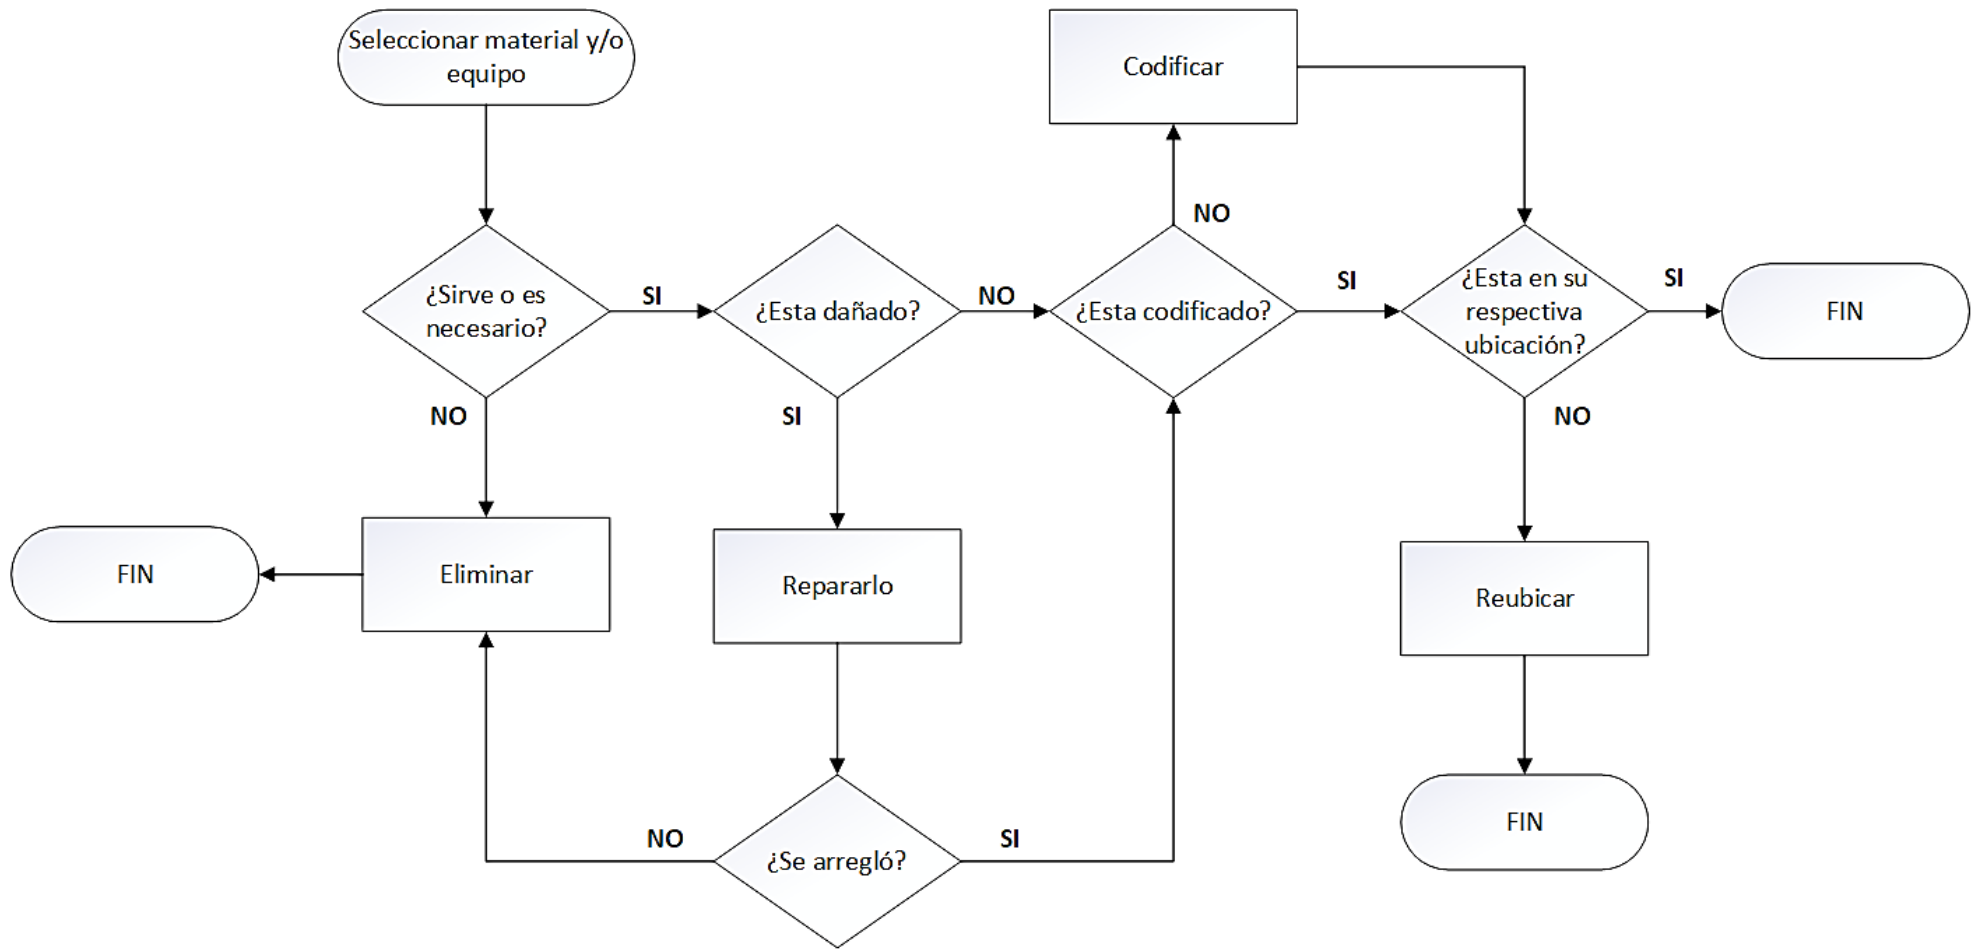 Seleccionar material y/o
equipo
Codificar
NO
¿Sirve o es
necesario?
SI
¿Esta dañado?
NO
¿Esta codificado?
SI
¿Esta en su
respectiva
ubicación?
SI
FIN
NO
SI
NO
FIN
Eliminar
Repararlo
Reubicar
NO
¿Se arregló?
SI
FIN